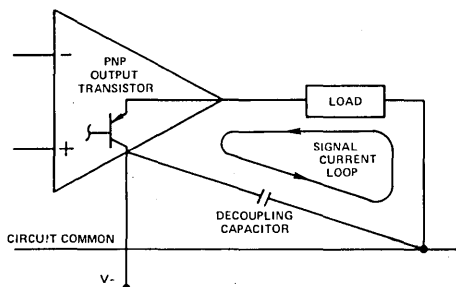 −
+
PNP
OUTPUT
TRANSISTOR
LOAD
SIGNAL
CURRENT
LOOP
DECOUPLING
CAPACITOR
CIRCUIT COMMON
V-